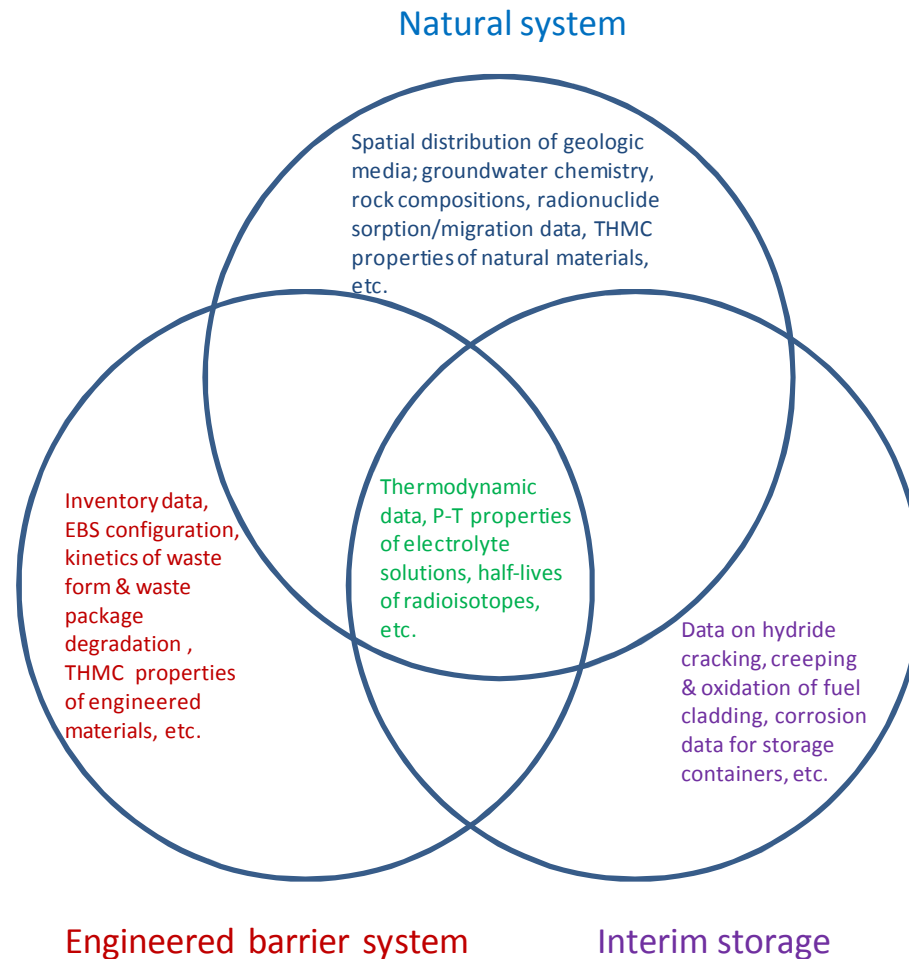 Natural system
Spatial distribution of geologic
media; groundwater chemistry,
rock compositions, radionuclide
sorption/migration data, THMC
properties of natural materials,
etc.
Inventory data,
EBS configuration,
kinetics of waste
form & waste
package
degradation ,
THMC properties
of engineered
materials, etc.
Thermodynamic
data, P-T properties
of electrolyte
solutions, half-lives
of radioisotopes,
etc.
Data on hydride
cracking, creeping
& oxidation of fuel
cladding, corrosion
data for storage
containers, etc.
Engineered barrier system
Interim storage